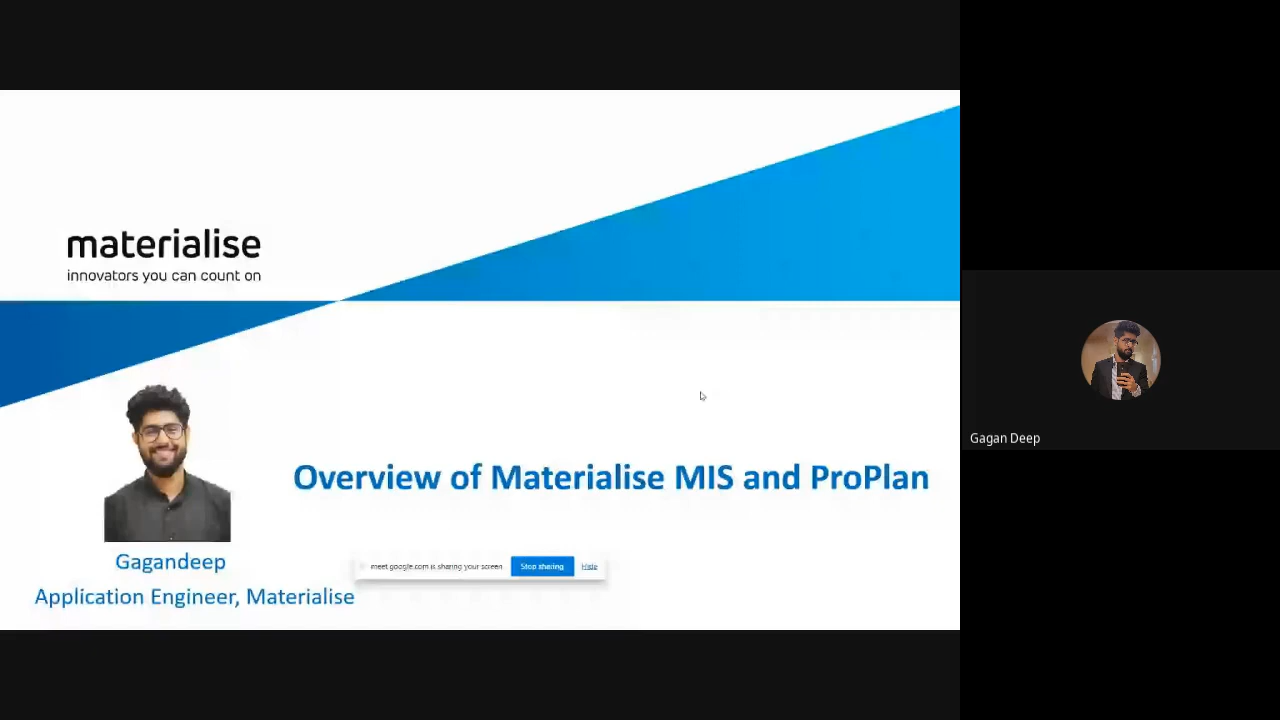 materialise
innovators you can count on
Overview of Materialise MIS and ProPlan
Gagandeep
Application Engineer, Materialise
meet.google.com is sharing your screen
Stop sharing
Hide
Gagan Deep